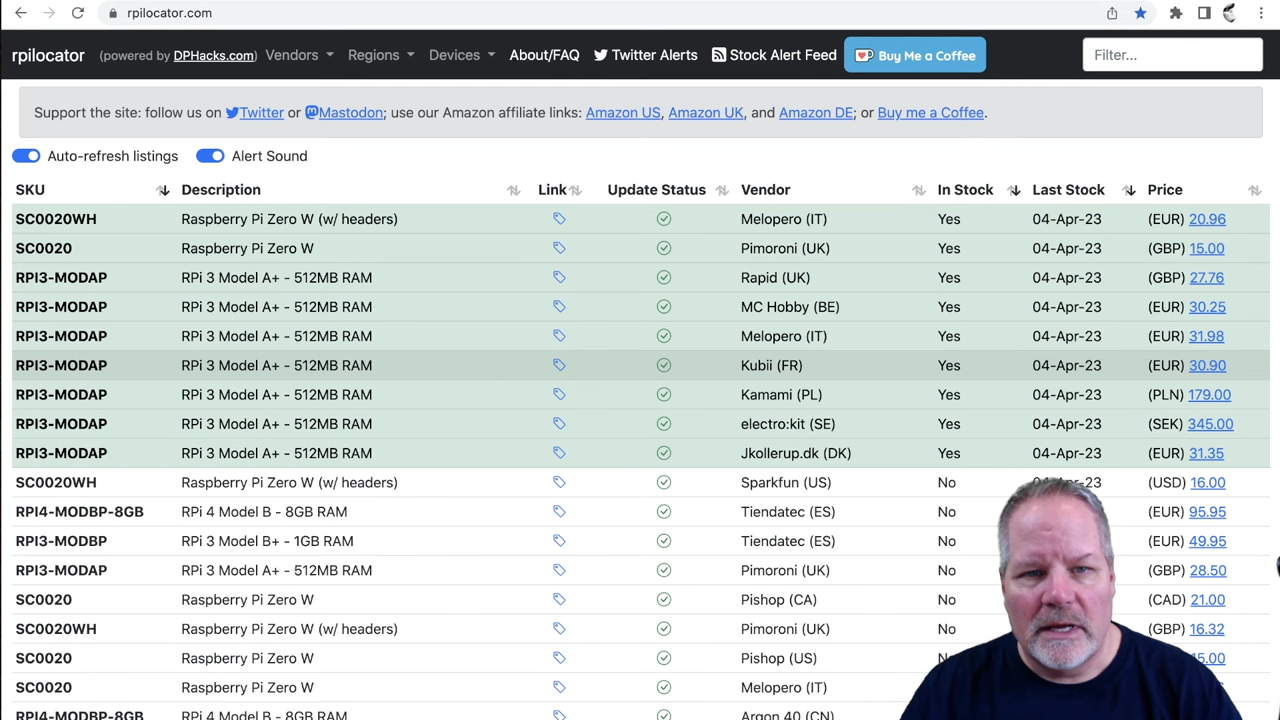 rpilocator.com
rpilocator (powered by DPHacks.com) Vendors Regions Devices About/FAQ Twitter Alerts Stock Alert Feed Buy Me a Coffee Filter...
Support the site: follow us on Twitter or Mastodon; use our Amazon affiliate links: Amazon US, Amazon UK, and Amazon DE; or Buy me a Coffee.
Auto-refresh listings Alert Sound
SKU Description Link Update Status Vendor In Stock Last Stock Price
SC0020WH Raspberry Pi Zero W (w/ headers) Melopero (IT) Yes 04-Apr-23 (EUR) 20.96
SC0020 Raspberry Pi Zero W Pimoroni (UK) Yes 04-Apr-23 (GBP) 15.00
RPI3-MODAP RPi 3 Model A+ - 512MB RAM Rapid (UK) Yes 04-Apr-23 (GBP) 27.76
RPI3-MODAP RPi 3 Model A+ - 512MB RAM MC Hobby (BE) Yes 04-Apr-23 (EUR) 30.25
RPI3-MODAP RPi 3 Model A+ - 512MB RAM Melopero (IT) Yes 04-Apr-23 (EUR) 31.98
RPI3-MODAP RPi 3 Model A+ - 512MB RAM Kubii (FR) Yes 04-Apr-23 (EUR) 30.90
RPI3-MODAP RPi 3 Model A+ - 512MB RAM Kamami (PL) Yes 04-Apr-23 (PLN) 179.00
RPI3-MODAP RPi 3 Model A+ - 512MB RAM electro:kit (SE) Yes 04-Apr-23 (SEK) 345.00
RPI3-MODAP RPi 3 Model A+ - 512MB RAM Jkollerup.dk (DK) Yes 04-Apr-23 (EUR) 31.35
SC0020WH Raspberry Pi Zero W (w/ headers) Sparkfun (US) No (USD) 16.00
RPI4-MODBP-8GB RPi 4 Model B - 8GB RAM Tiendatec (ES) No (EUR) 95.95
RPI3-MODBP RPi 3 Model B+ - 1GB RAM Tiendatec (ES) No (EUR) 49.95
RPI3-MODAP RPi 3 Model A+ - 512MB RAM Pimoroni (UK) No (GBP) 28.50
SC0020 Raspberry Pi Zero W Pishop (CA) No (CAD) 21.00
SC0020WH Raspberry Pi Zero W (w/ headers) Pimoroni (UK) No (GBP) 16.32
SC0020 Raspberry Pi Zero W Pishop (US)
SC0020 Raspberry Pi Zero W Melopero (IT)
RPI4-MODBP-8GB RPi 4 Model B - 8GB RAM Argon 40 (CN)